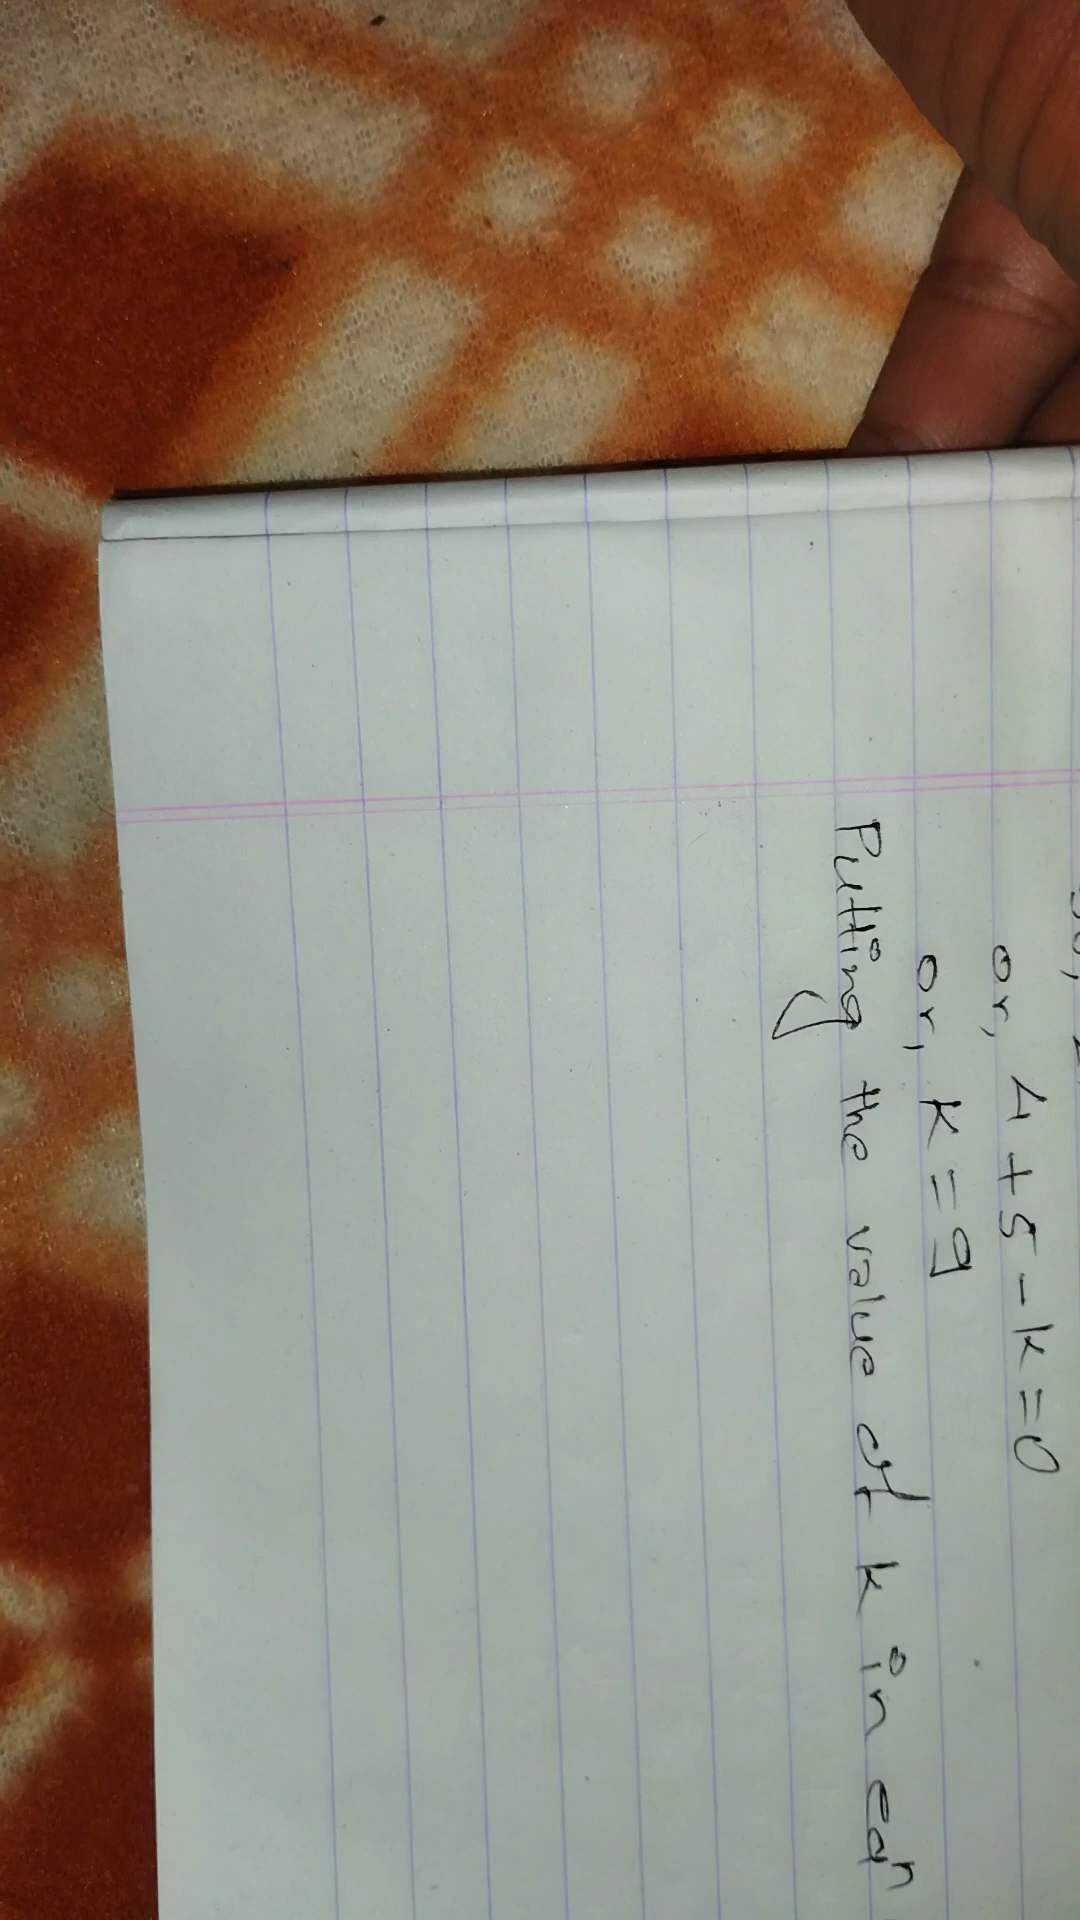 or, 4 + 5 - k = 0
or, k = 9
Putting the value of k in eqn